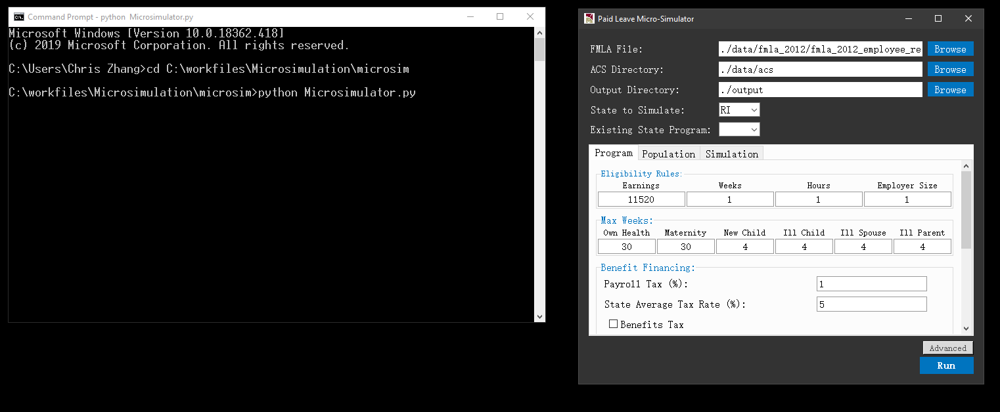 Command Prompt - python  Microsimulator.py
Microsoft Windows [Version 10.0.18362.418]
(c) 2019 Microsoft Corporation. All rights reserved.
C:\Users\Chris Zhang>cd C:\workfiles\Microsimulation\microsim
C:\workfiles\Microsimulation\microsim>python Microsimulator.py
Paid Leave Micro-Simulator
FMLA File: ./data/fmla_2012/fmla_2012_employee_re Browse
ACS Directory: ./data/acs Browse
Output Directory: ./output Browse
State to Simulate: RI
Existing State Program:
Program Population Simulation
Eligibility Rules:
Earnings Weeks Hours Employer Size
11520 1 1 1
Max Weeks:
Own Health Maternity New Child Ill Child Ill Spouse Ill Parent
30 30 4 4 4 4
Benefit Financing:
Payroll Tax (%): 1
State Average Tax Rate (%): 5
Benefits Tax
Advanced
Run